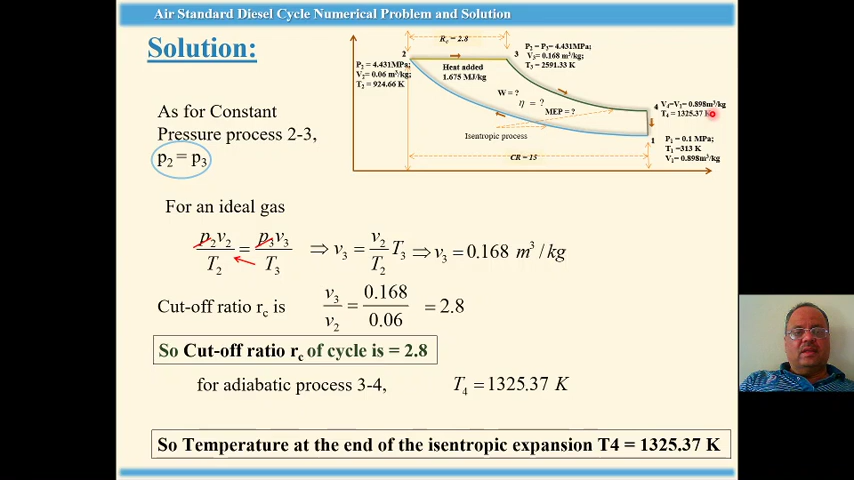 Air Standard Diesel Cycle Numerical Problem and Solution
Solution:
As for Constant
Pressure process 2-3,
p2 = p3
Rc = 2.8
2
3
P2 = 4.431MPa;
V2= 0.06 m³/kg;
T2 = 924.66 K
Heat added
1.675 MJ/kg
P2 = P3= 4.431MPa;
V3= 0.168 m³/kg;
T3 = 2591.33 K
W = ?
η = ?
MEP = ?
Isentropic process
4
V4=V1= 0.898m³/kg
T4 = 1325.37 K
1
P1 = 0.1 MPa;
T1 =313 K
V1= 0.898m³/kg
CR = 15
For an ideal gas
p2v2/T2 = p3v3/T3 ⇒ v3 = v2/T2 T3 ⇒ v3 = 0.168 m³ / kg
Cut-off ratio rc is v3/v2 = 0.168/0.06 = 2.8
So Cut-off ratio rc of cycle is = 2.8
for adiabatic process 3-4, T4 = 1325.37 K
So Temperature at the end of the isentropic expansion T4 = 1325.37 K